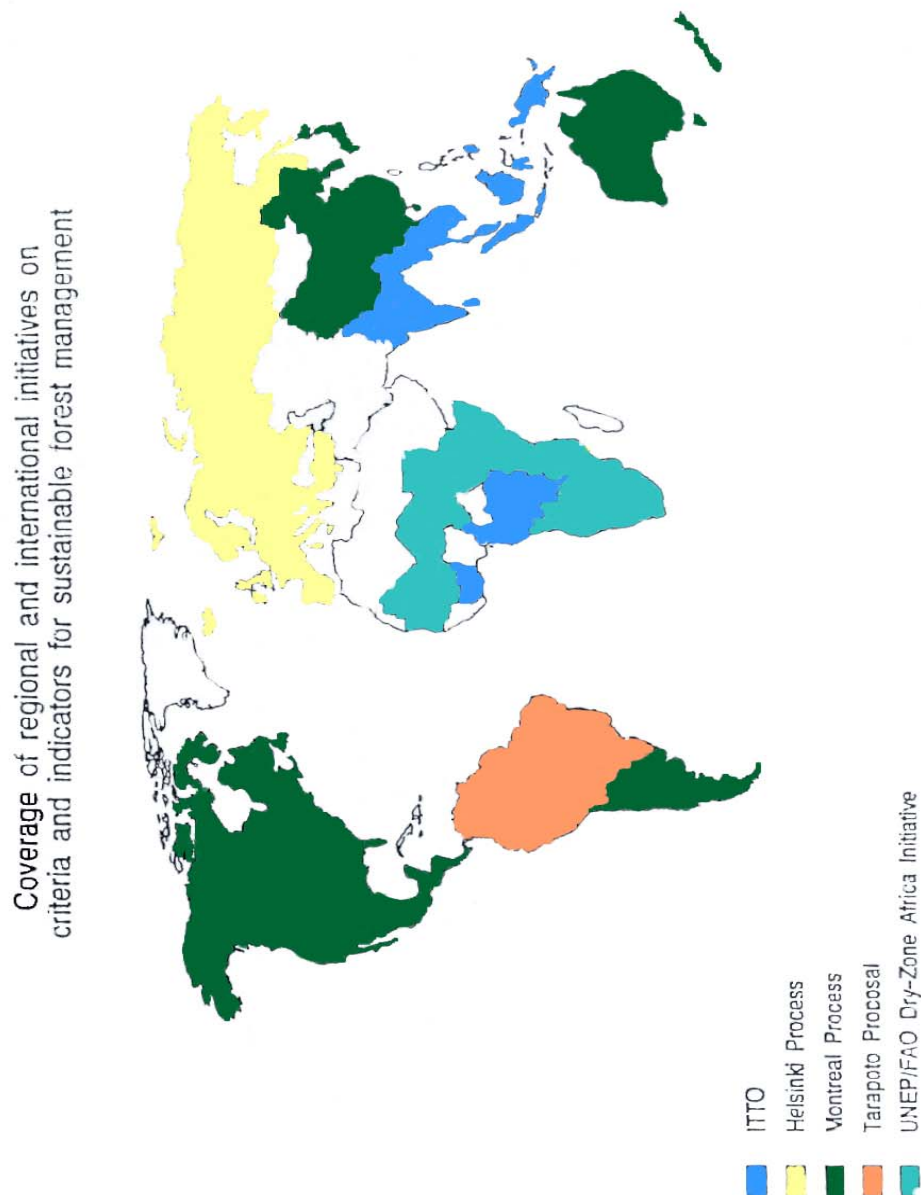 Coverage of regional and international initiatives on
criteria and indicators for sustainable forest management
ITTO
Helsinki Process
Montreal Process
Tarapoto Procosal
UNEP/FAO Dry-Zone Africa Initiative